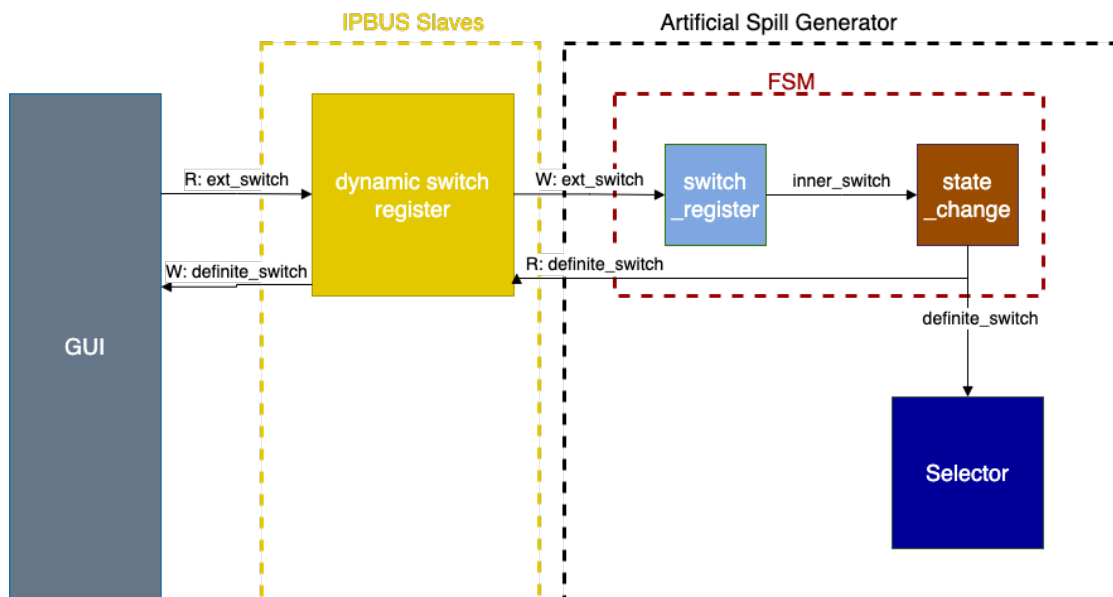 IPBUS Slaves
Artificial Spill Generator
FSM
R: ext_switch
dynamic switch
register
W: ext_switch
switch
_register
inner_switch
state
_change
W: definite_switch
R: definite_switch
definite_switch
GUI
Selector